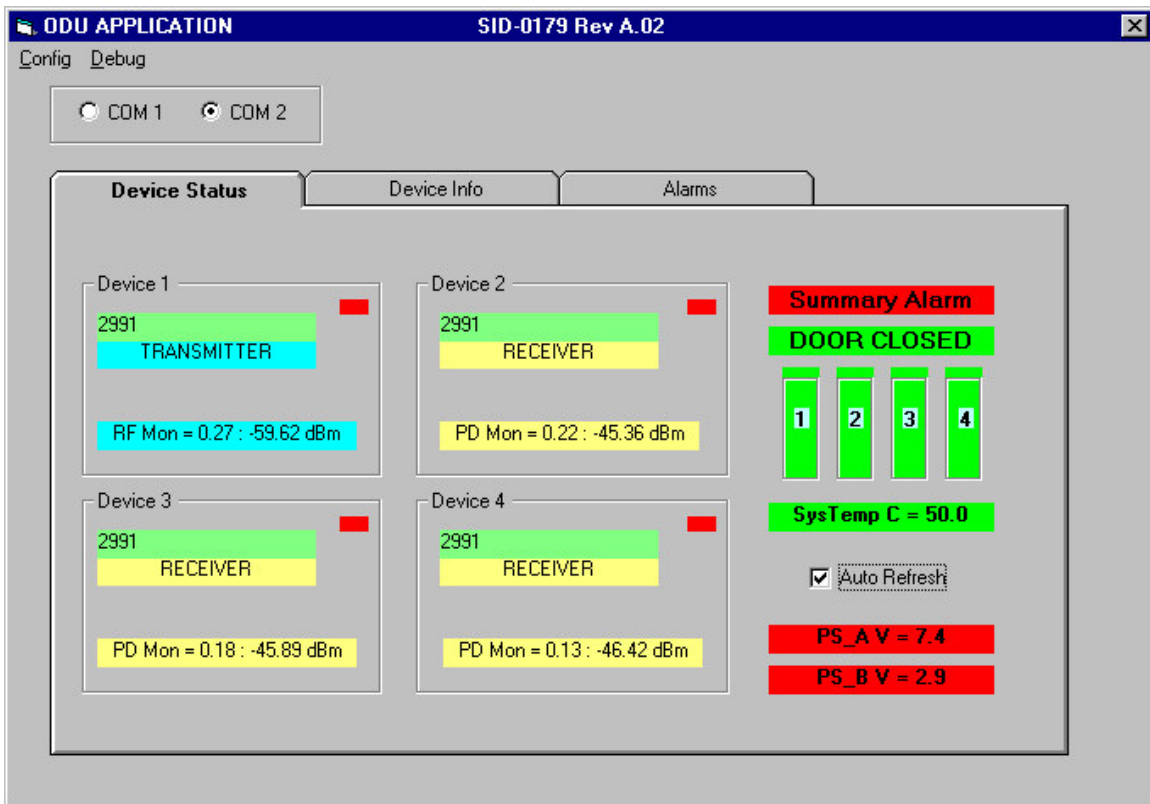 ODU APPLICATION SID-0179 Rev A.02
Config Debug
COM 1 COM 2
Device Status Device Info Alarms
Device 1
2991
TRANSMITTER
RF Mon = 0.27 : -59.62 dBm
Device 2
2991
RECEIVER
PD Mon = 0.22 : -45.36 dBm
Device 3
2991
RECEIVER
PD Mon = 0.18 : -45.89 dBm
Device 4
2991
RECEIVER
PD Mon = 0.13 : -46.42 dBm
Summary Alarm
DOOR CLOSED
1 2 3 4
SysTemp C = 50.0
Auto Refresh
PS_A V = 7.4
PS_B V = 2.9